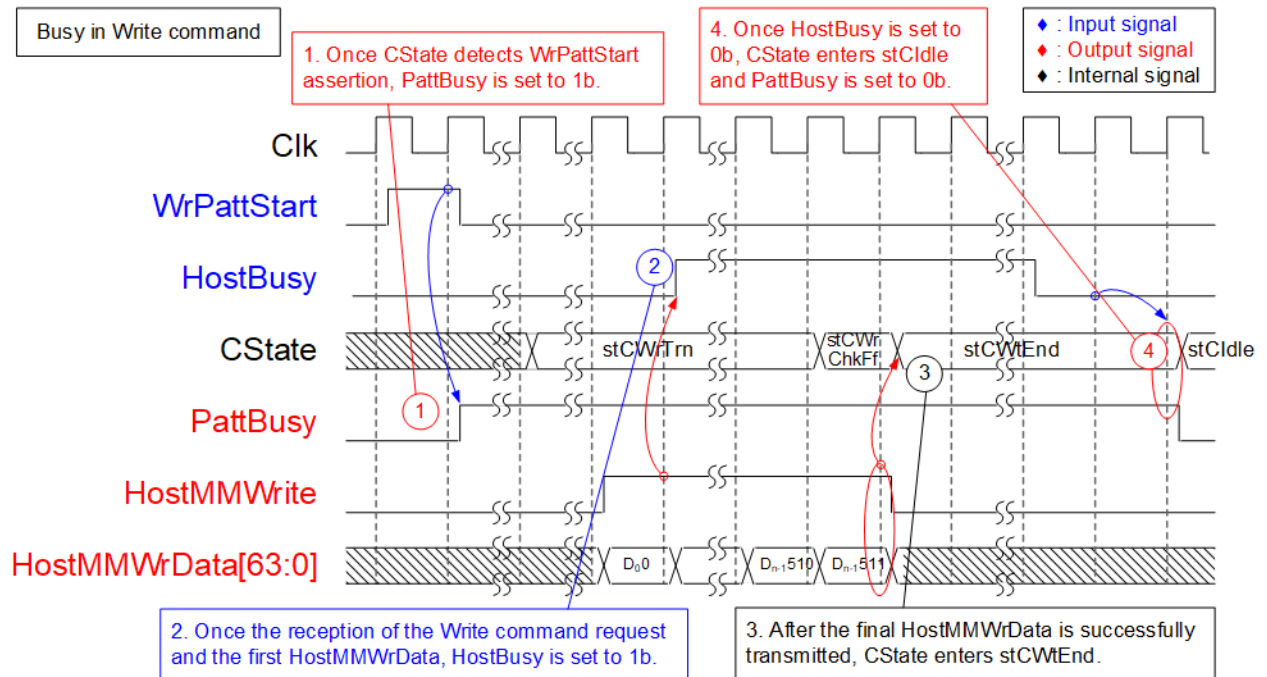 Busy in Write command
1. Once CState detects WrPattStart
assertion, PattBusy is set to 1b.
4. Once HostBusy is set to
0b, CState enters stCIdle
and PattBusy is set to 0b.
♦ : Input signal
♦ : Output signal
♦ : Internal signal
Clk
WrPattStart
HostBusy
2
CState
stCWrTrn
stCWr
ChkFf
stCWtEnd
4
stCIdle
3
PattBusy
1
HostMMWrite
HostMMWrData[63:0]
D₀0
Dₙ₋₁510
Dₙ₋₁511
2. Once the reception of the Write command request
and the first HostMMWrData, HostBusy is set to 1b.
3. After the final HostMMWrData is successfully
transmitted, CState enters stCWtEnd.